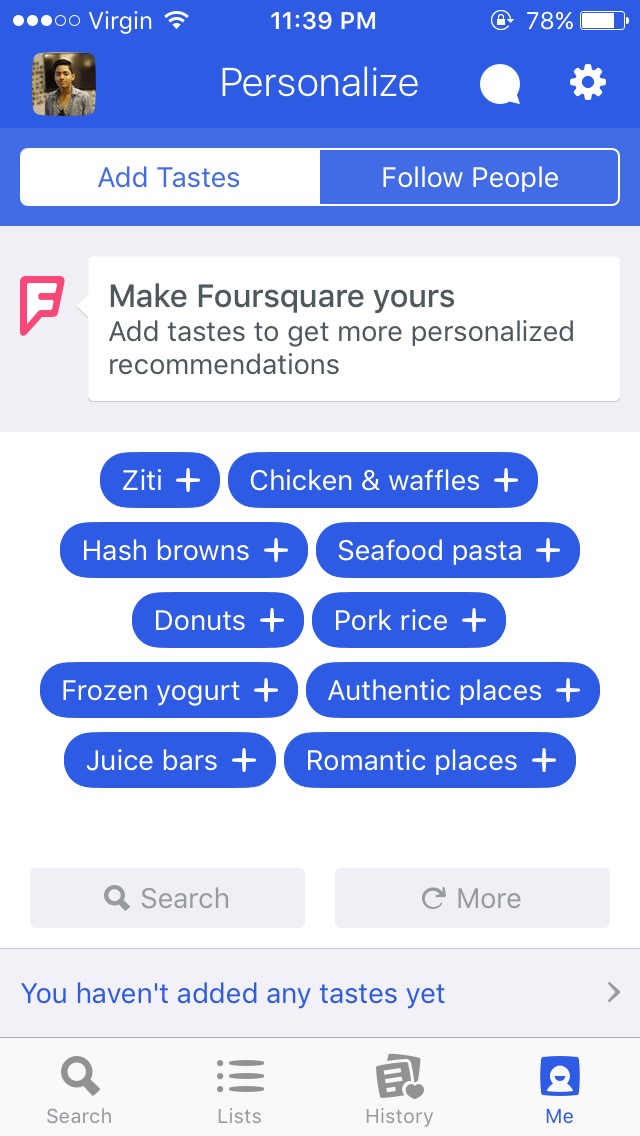 Virgin 11:39 PM 78%
Personalize
Add Tastes Follow People
Make Foursquare yours
Add tastes to get more personalized
recommendations
Ziti + Chicken & waffles +
Hash browns + Seafood pasta +
Donuts + Pork rice +
Frozen yogurt + Authentic places +
Juice bars + Romantic places +
Search More
You haven't added any tastes yet
Search Lists History Me